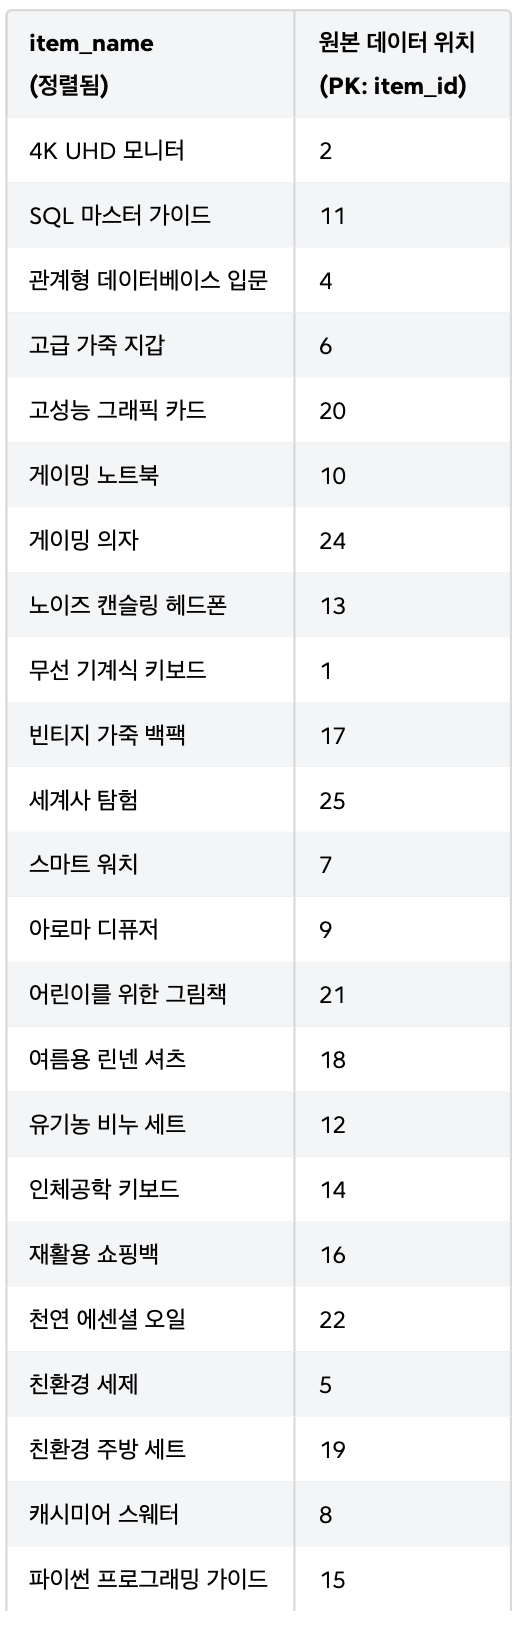 item_name 원본 데이터 위치
(정렬됨) (PK: item_id)
4K UHD 모니터 2
SQL 마스터 가이드 11
관계형 데이터베이스 입문 4
고급 가죽 지갑 6
고성능 그래픽 카드 20
게이밍 노트북 10
게이밍 의자 24
노이즈 캔슬링 헤드폰 13
무선 기계식 키보드 1
빈티지 가죽 백팩 17
세계사 탐험 25
스마트 워치 7
아로마 디퓨저 9
어린이를 위한 그림책 21
여름용 린넨 셔츠 18
유기농 비누 세트 12
인체공학 키보드 14
재활용 쇼핑백 16
천연 에센셜 오일 22
친환경 세제 5
친환경 주방 세트 19
캐시미어 스웨터 8
파이썬 프로그래밍 가이드 15